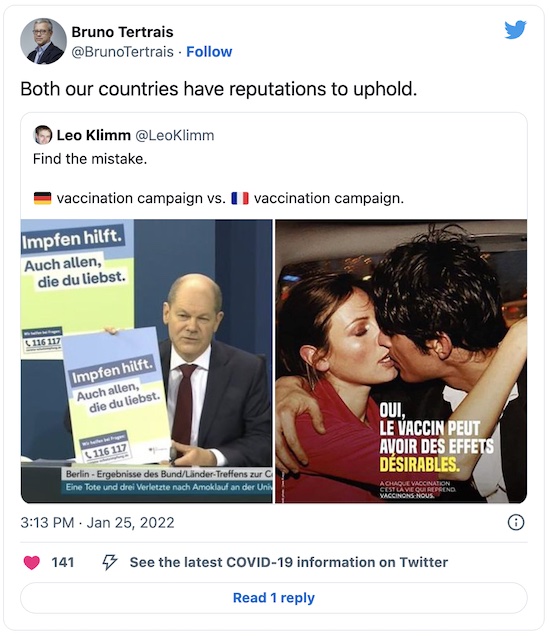 Bruno Tertrais
@BrunoTertrais · Follow
Both our countries have reputations to uphold.
Leo Klimm @LeoKlimm
Find the mistake.
🇩🇪 vaccination campaign vs. 🇫🇷 vaccination campaign.
Impfen hilft.
Auch allen,
die du liebst.
Wir helfen bei Fragen:
116 117
Impfen hilft.
Auch allen,
die du liebst.
Wir helfen bei Fragen:
116 117
Berlin - Ergebnisse des Bund/Länder-Treffens zur C
Eine Tote und drei Verletzte nach Amoklauf an der Univ
OUI,
LE VACCIN PEUT
AVOIR DES EFFETS
DÉSIRABLES.
À CHAQUE VACCINATION
C'EST LA VIE QUI REPREND.
VACCINONS-NOUS.
3:13 PM · Jan 25, 2022
141
See the latest COVID-19 information on Twitter
Read 1 reply